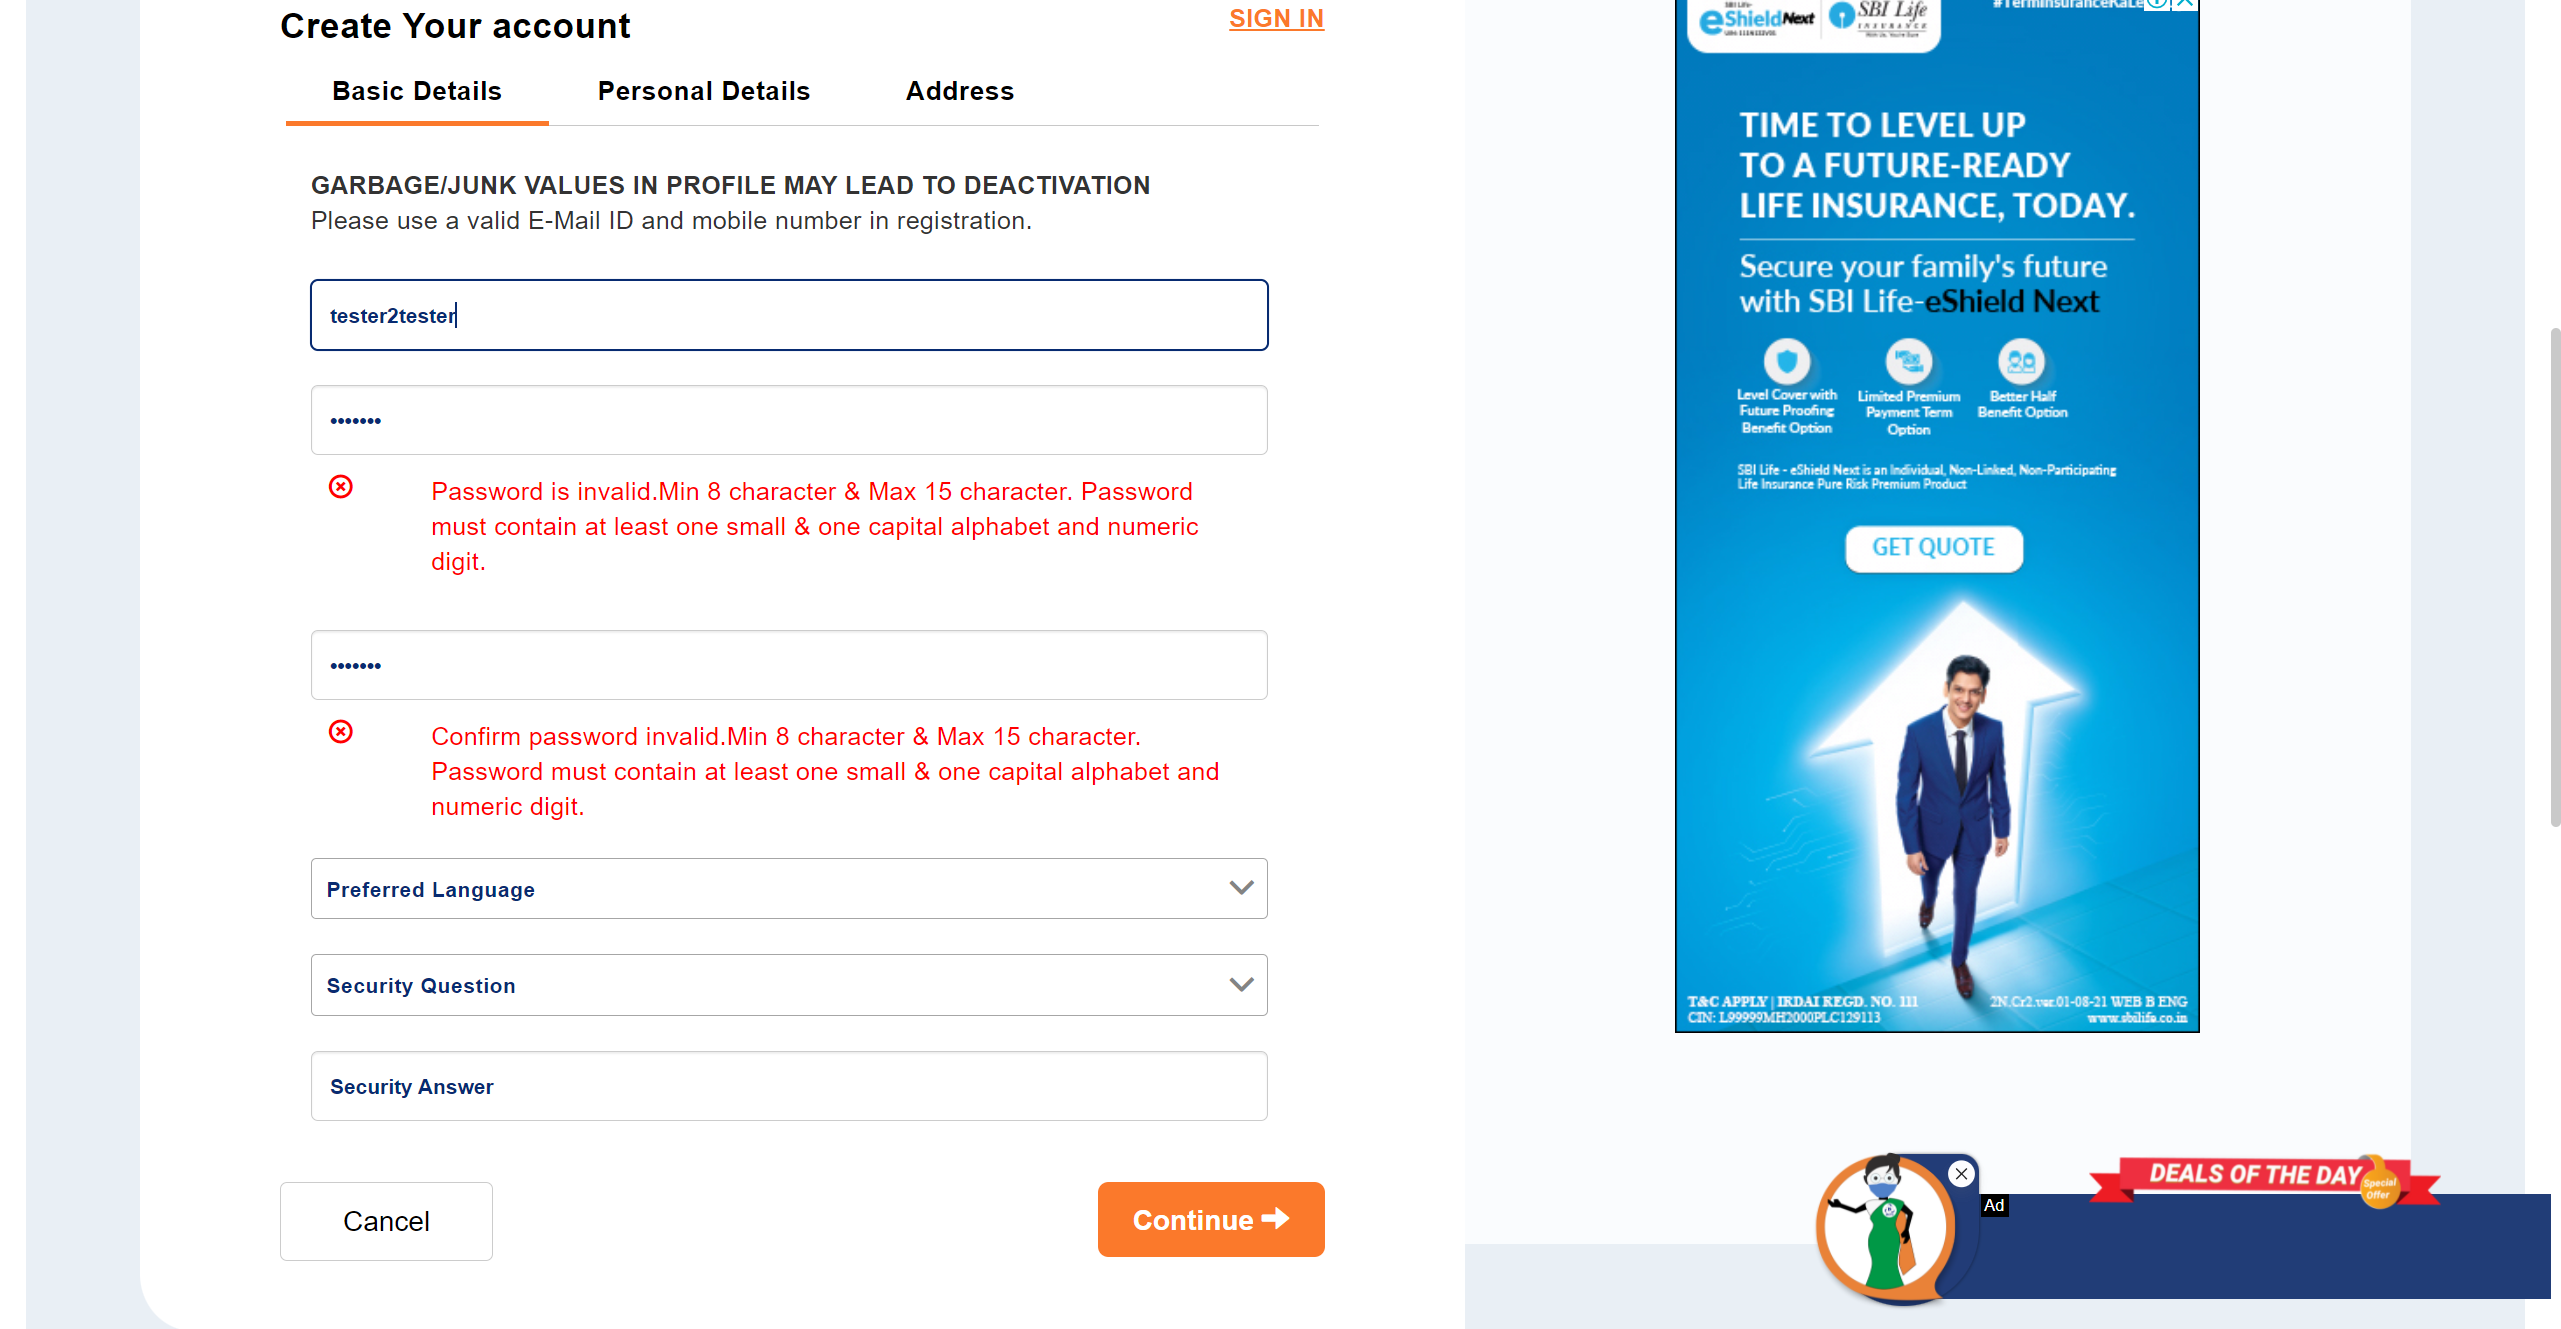 Create Your account
SIGN IN
Basic Details
Personal Details
Address
GARBAGE/JUNK VALUES IN PROFILE MAY LEAD TO DEACTIVATION
Please use a valid E-Mail ID and mobile number in registration.
tester2tester
•••••••
Password is invalid.Min 8 character & Max 15 character. Password
must contain at least one small & one capital alphabet and numeric
digit.
•••••••
Confirm password invalid.Min 8 character & Max 15 character.
Password must contain at least one small & one capital alphabet and
numeric digit.
Preferred Language
Security Question
Security Answer
Cancel
Continue
eShield Next
SBI Life
INSURANCE
With Us, You're Sure
TIME TO LEVEL UP
TO A FUTURE-READY
LIFE INSURANCE, TODAY.
Secure your family's future
with SBI Life-eShield Next
Level Cover with
Future Proofing
Benefit Option
Limited Premium
Payment Term
Option
Better Half
Benefit Option
SBI Life - eShield Next is an Individual, Non-Linked, Non-Participating
Life Insurance Pure Risk Premium Product
GET QUOTE
T&C APPLY | IRDAI REGD. NO. 111
CIN: L99999MH2000PLC129113
2N.Cr2.ver.01-08-21 WEB B ENG
www.sbilife.co.in
DEALS OF THE DAY
Special
Offer
Ad